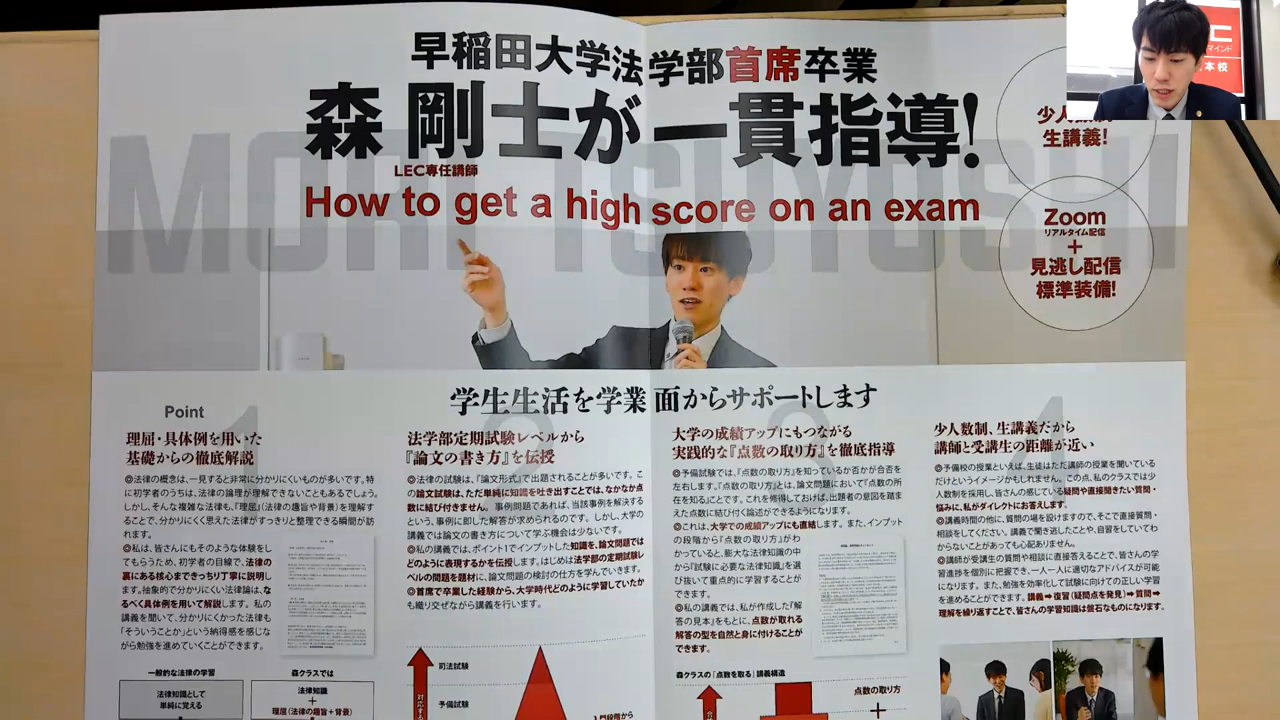 早稲田大学法学部首席卒業
森 剛士が一貫指導!
LEC専任講師
How to get a high score on an exam
MORI TSUYOSHI
生講義!
Zoom
リアルタイム配信
+
見逃し配信
標準装備!
本校
学生生活を学業面からサポートします
Point
1
理屈・具体例を用いた
基礎からの徹底解説
◎法律の概念は、一見すると非常に分かりにくいものが多いです。特
に初学者のうちは、法律の論理が理解できないこともあるでしょう。
しかし、そんな複雑な法律も、『理屈』(法律の趣旨や背景)を理解す
ることで、分かりにくく思えた法律がすっきりと整理できる瞬間が訪
れます。
◎私は、皆さんにもそのような体験をし
てもらうために、初学者の目線で、法律の
裏にある核心まできっちり丁寧に説明し
ます。抽象的で分かりにくい法律論は、な
るべく具体例を用いて解説します。私の
講義を聞いて、分かりにくかった法律も
「そういうことか」という納得感を感じな
がら勉強を進めていくことができます。
一般的な法律の学習
法律知識として
単純に覚える
森クラスでは
法律知識
+
理屈(法律の趣旨+背景)
2
法学部定期試験レベルから
『論文の書き方』を伝授
◎法律の試験は、『論文形式』で出題されることが多いです。こ
の論文試験は、ただ単純に知識を吐き出すことでは、なかなか点
数に結び付きません。事例問題であれば、当該事例を解決する
という、事例に即した解答が求められるのです。しかし、大学の
講義では論文の書き方について学ぶ機会は少ないです。
◎私の講義では、ポイント1でインプットした知識を、論文問題では
どのように表現するかを伝授します。はじめは法学部の定期試験レ
ベルの問題を題材に、論文問題の検討の仕方を学んでいきます。
◎首席で卒業した経験から、大学時代どのように学習していたか
も織り交ぜながら講義を行います。
司法試験
予備試験
入門段階から
3
大学の成績アップにもつながる
実践的な『点数の取り方』を徹底指導
◎予備試験では、『点数の取り方』を知っているか否かが合否を
左右します。『点数の取り方』とは、論文問題において『点数の所
在を知る』ことです。これを修得しておけば、出題者の意図を踏ま
えた点数に結び付く論述ができるようになります。
◎これは、大学での成績アップにも直結します。また、インプット
の段階から『点数の取り方』がわ
かっていると、膨大な法律知識の中
から『試験に必要な法律知識』を選
び抜いて重点的に学習することが
できます。
◎私の講義では、私が作成した『解
答の見本』をもとに、点数が取れる
解答の型を自然と身に付けることが
できます。
森クラスの『点数を取る』講義構造
点数の取り方
+
4
少人数制、生講義だから
講師と受講生の距離が近い
◎予備校の授業といえば、生徒はただ講師の授業を聞いている
だけというイメージかもしれません。この点、私のクラスでは少
人数制を採用し、皆さんの感じている疑問や直接聞きたい質問・
悩みに、私がダイレクトにお答えします。
◎講義時間の他に、質問の場を設けますので、そこで直接質問・
相談をしてください。講義で聞き逃したことや、自習をしていてわ
からないことがあっても心配ありません。
◎講師が受講生の質問や相談に直接答えることで、皆さんの学
習進捗を個別に把握でき、一人一人に適切なアドバイスが可能
になります。また、勉強を効率化して試験に向けての正しい学習
を進めることができます。講義➡復習(疑問点を発見)➡質問➡
理解を繰り返すことで、皆さんの学習知識は盤石なものになります。